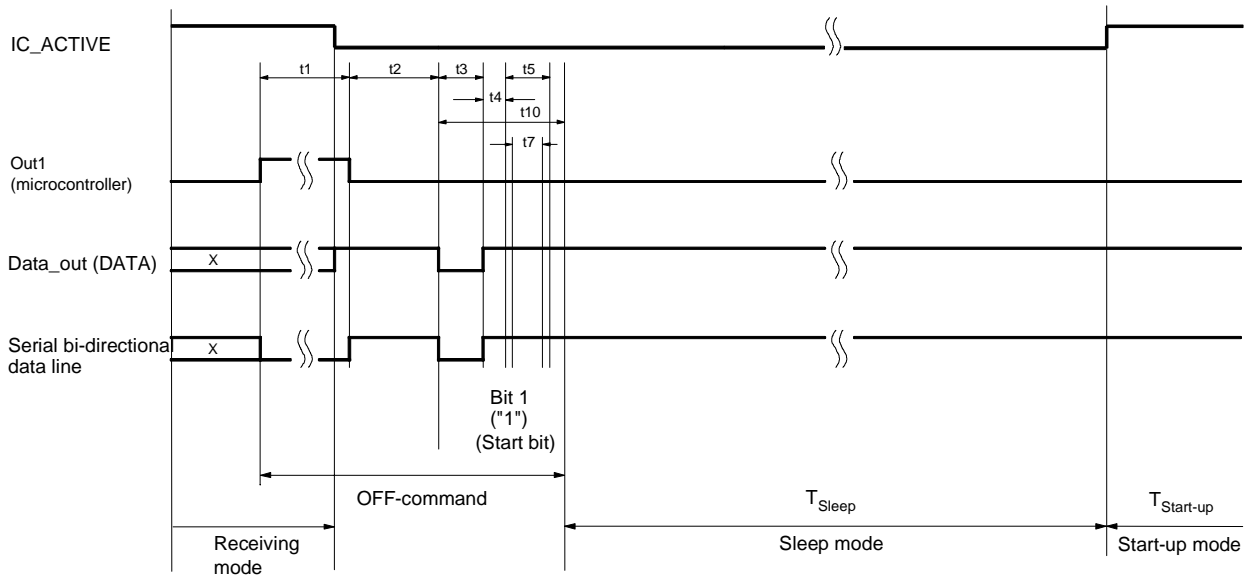 IC_ACTIVE
t1
t2
t3
t5
t4
t10
t7
Out1
(microcontroller)
Data_out (DATA)
X
Serial bi-directional
data line
X
Bit 1
("1")
(Start bit)
OFF-command
TSleep
TStart-up
Receiving
mode
Sleep mode
Start-up mode